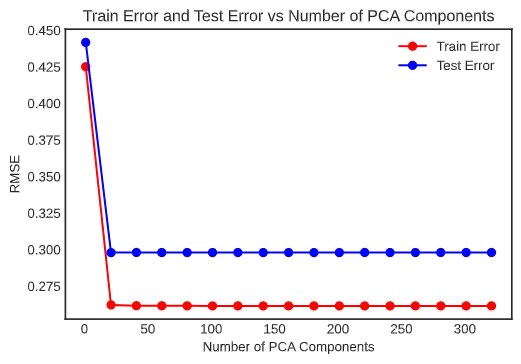 Train Error and Test Error vs Number of PCA Components
0.450
0.425
0.400
0.375
0.350
0.325
0.300
0.275
RMSE
Train Error
Test Error
0 50 100 150 200 250 300
Number of PCA Components